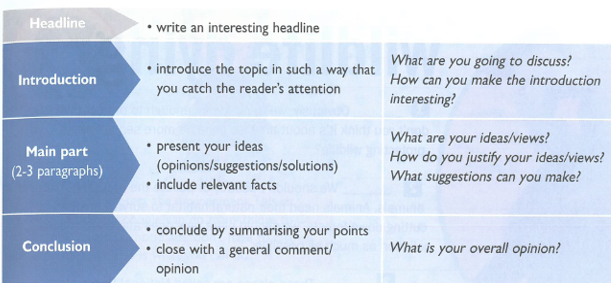 Headline
• write an interesting headline
Introduction
• introduce the topic in such a way that
you catch the reader's attention
What are you going to discuss?
How can you make the introduction
interesting?
Main part
(2-3 paragraphs)
• present your ideas
(opinions/suggestions/solutions)
• include relevant facts
What are your ideas/views?
How do you justify your ideas/views?
What suggestions can you make?
Conclusion
• conclude by summarising your points
• close with a general comment/
opinion
What is your overall opinion?